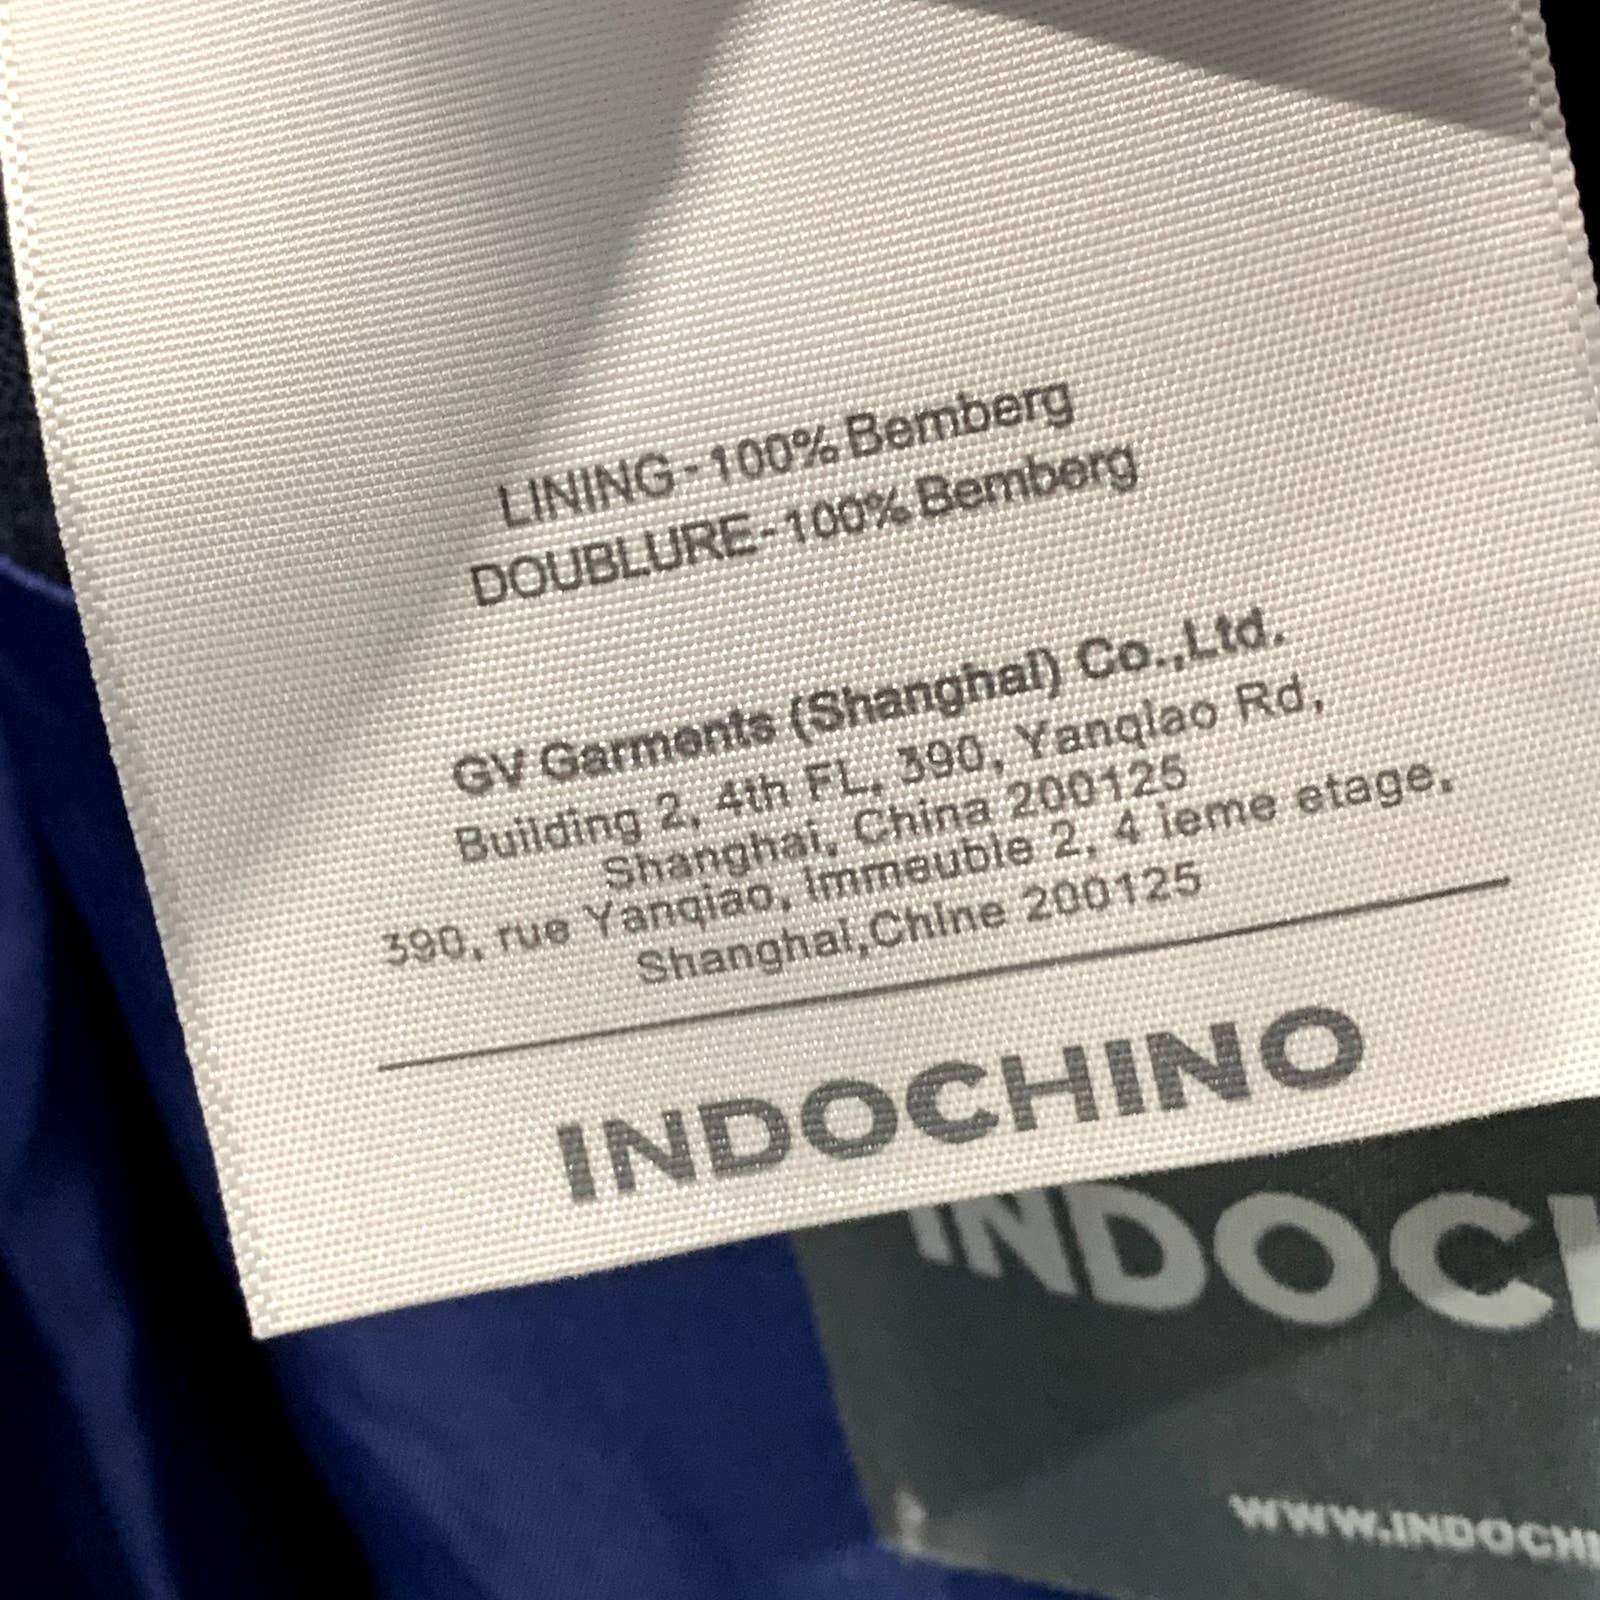 LINING-100% Bemberg
DOUBLURE-100% Bemberg
GV Garments (Shanghai) Co.,Ltd.
Building 2, 4th FL, 390, Yanqiao Rd,
Shanghai, China 200125
390, rue Yanqiao, Immeuble 2, 4 ieme etage,
Shanghai,Chine 200125
INDOCHINO
INDOC
WWW.INDOCHI